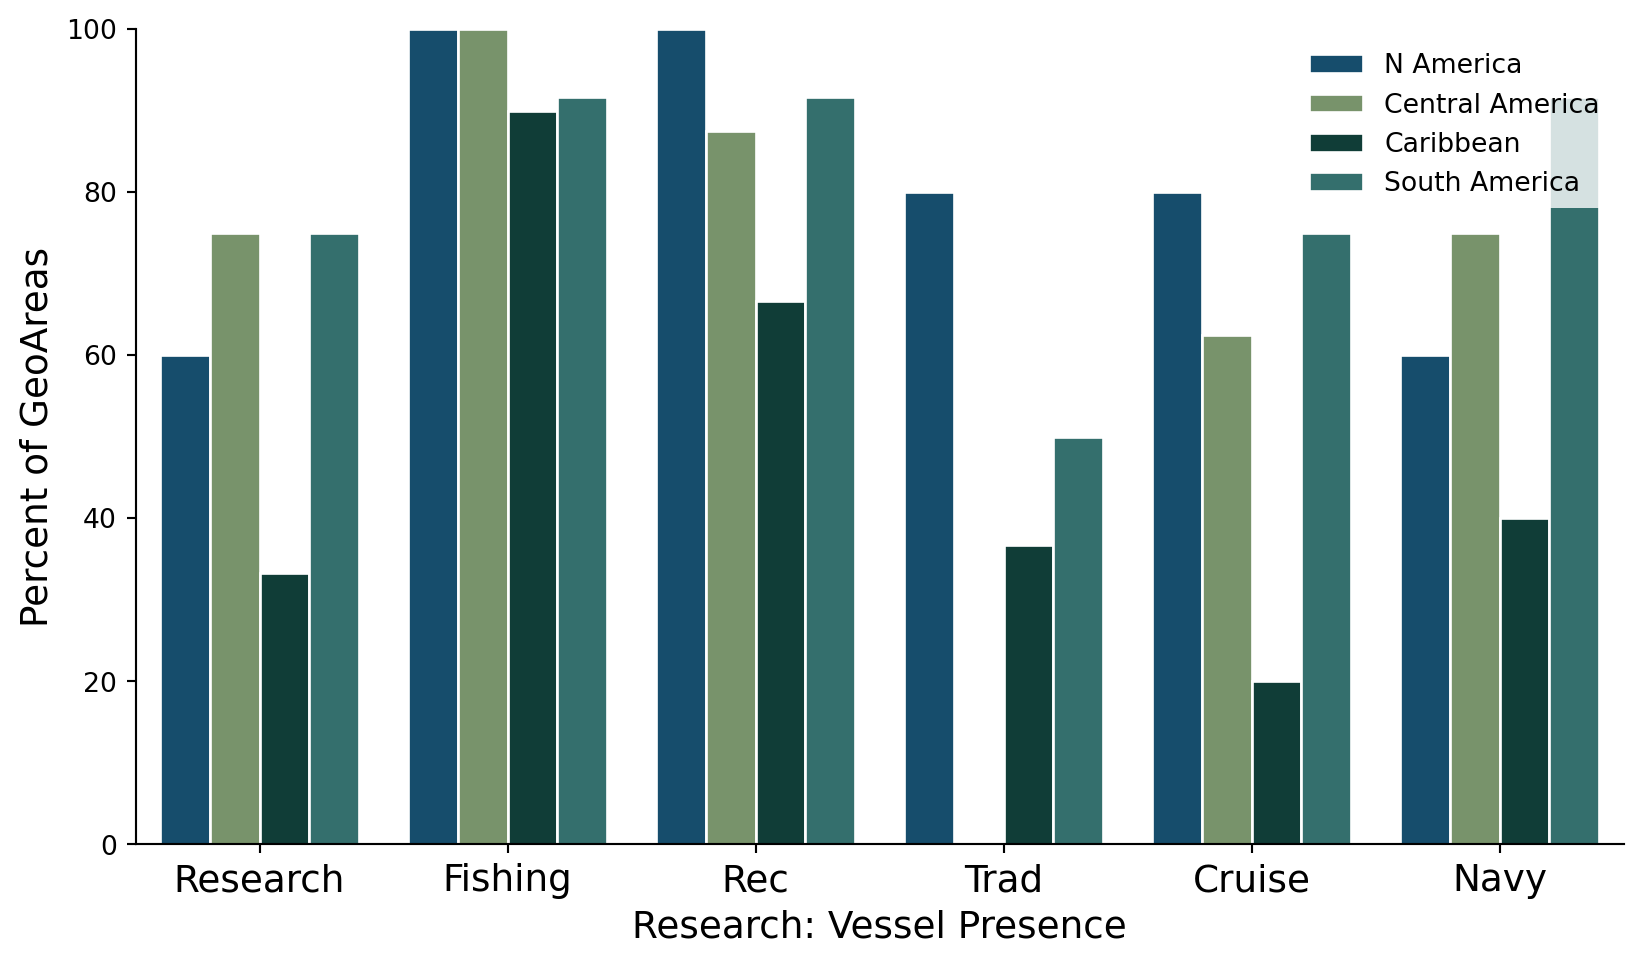 100
80
60
40
20
0
Percent of GeoAreas
N America
Central America
Caribbean
South America
Research Fishing Rec Trad Cruise Navy
Research: Vessel Presence